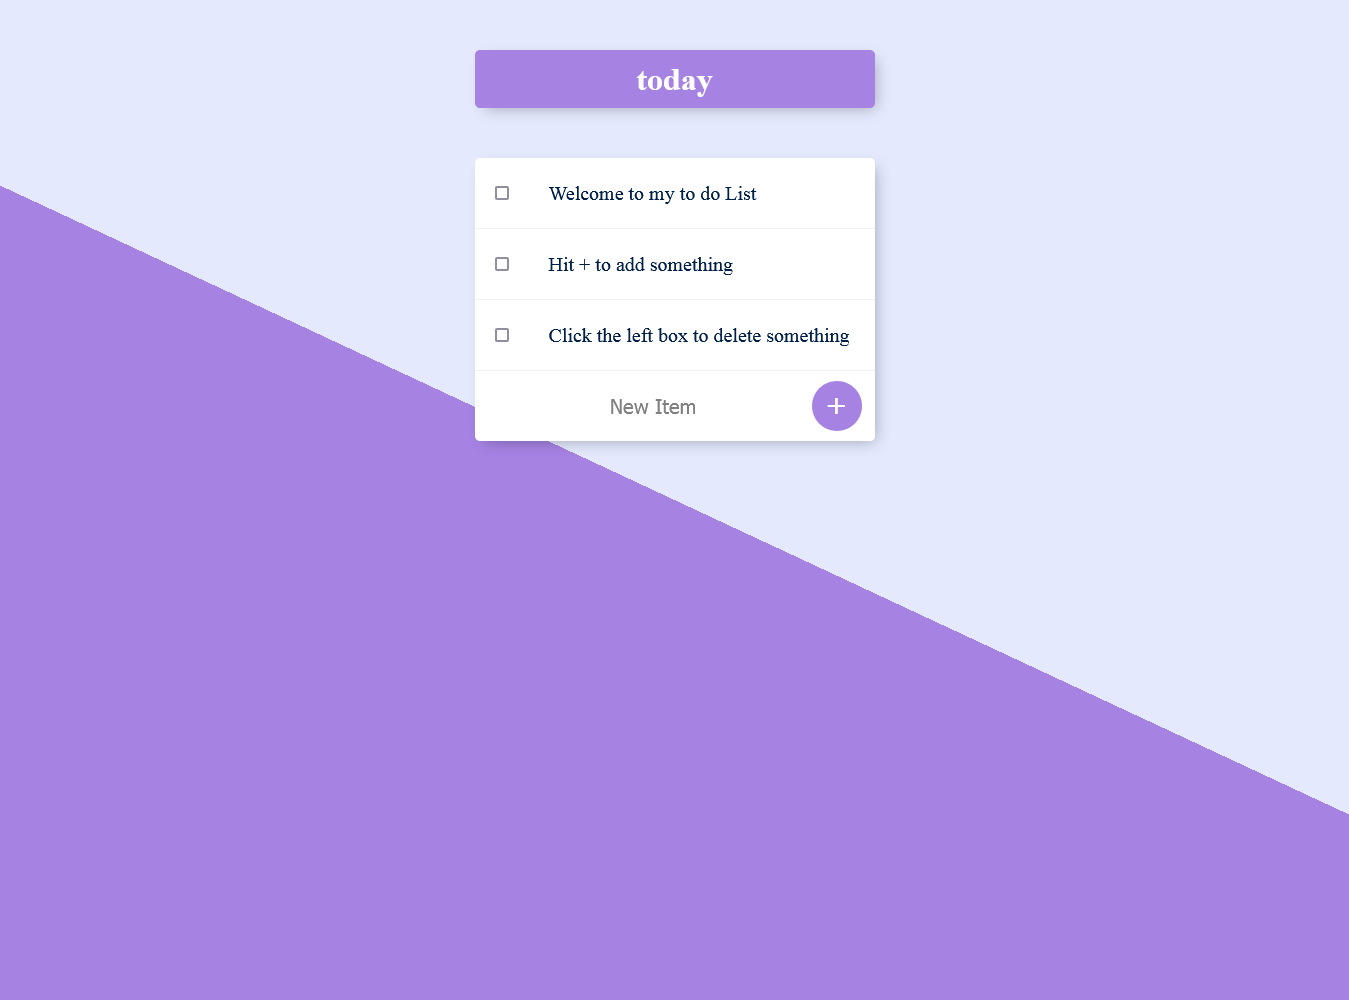 today
Welcome to my to do List
Hit + to add something
Click the left box to delete something
New Item +